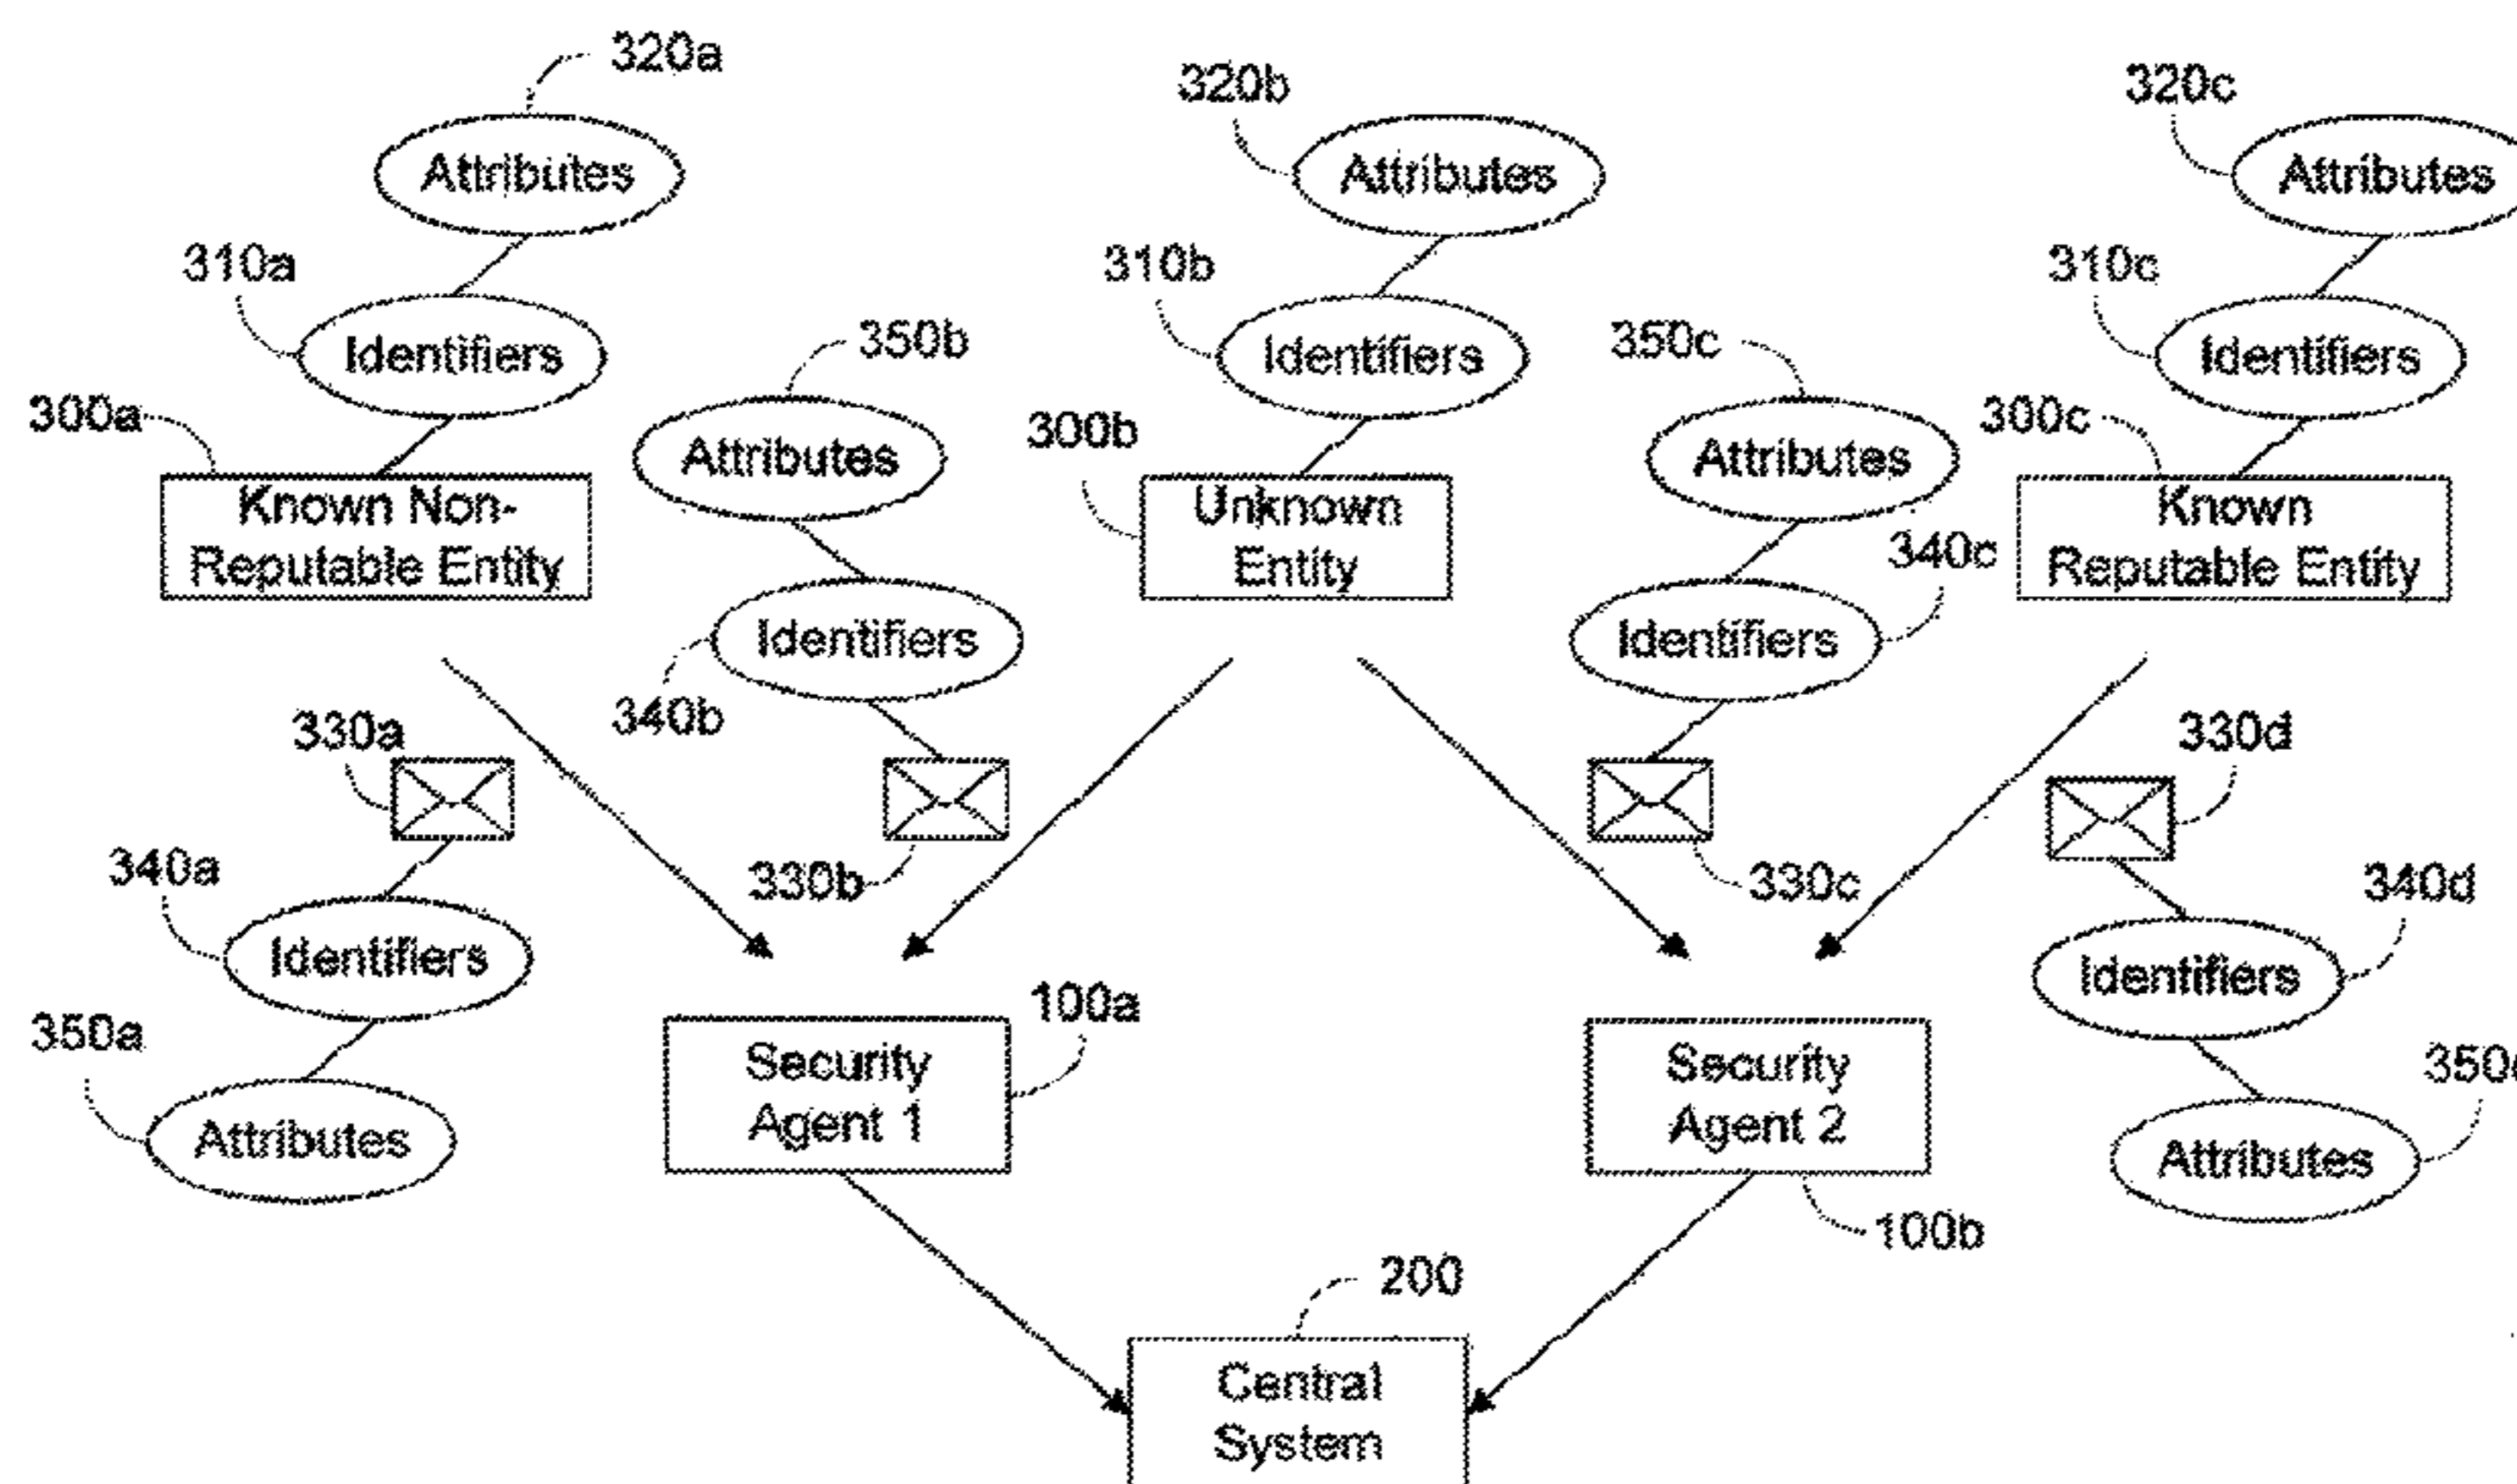 320a
320b
320c
Attributes
Attributes
Attributes
310a
310b
310c
Identifiers
350b
Identifiers
350c
Identifiers
300a
Attributes
300b
Attributes
300c
Known Non-
Reputable Entity
Unknown
Entity
340c
Known
Reputable Entity
Identifiers
Identifiers
340b
330a
330d
340a
330b
330c
340d
Identifiers
Identifiers
350a
100a
Security
Agent 1
Security
Agent 2
350
Attributes
Attributes
100b
200
Central
System